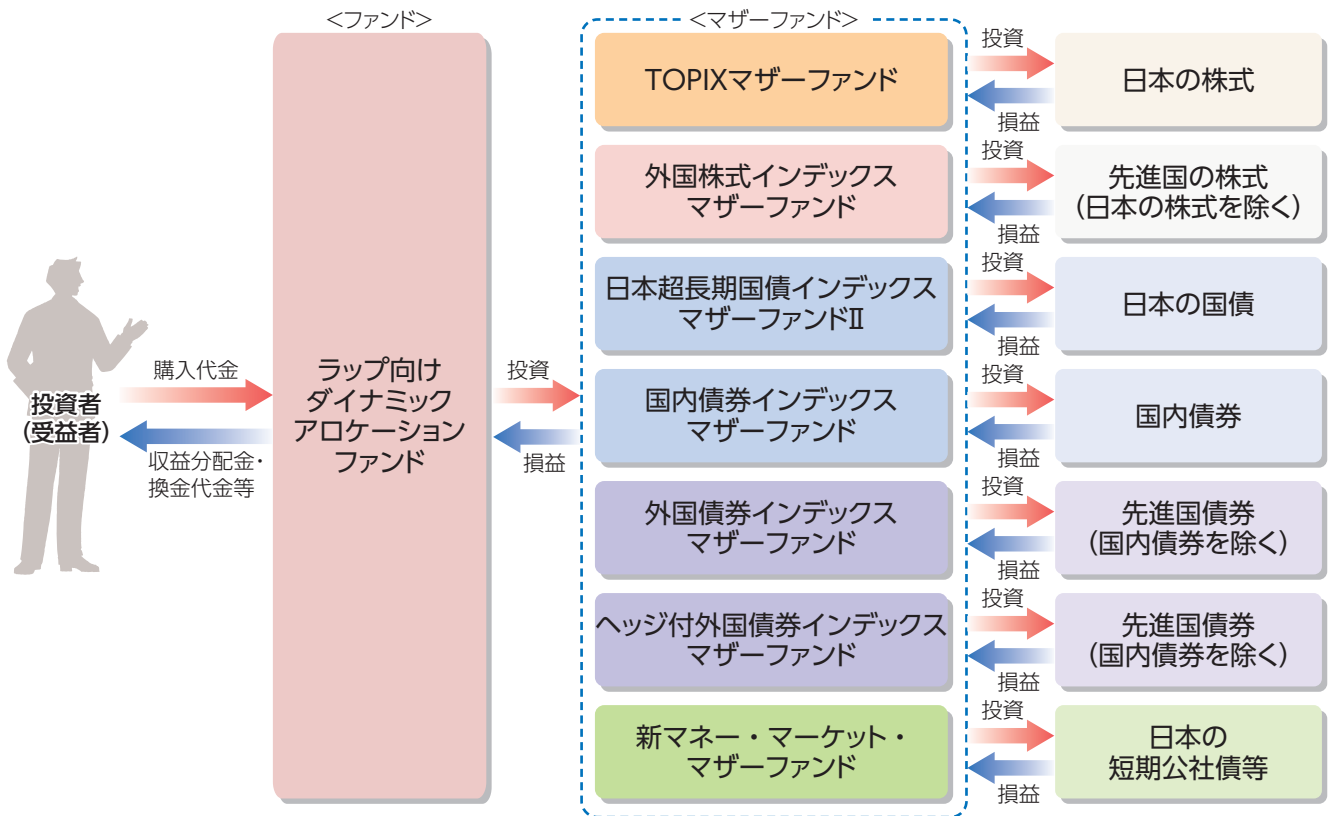 <ファンド>
<マザーファンド>
投資者
(受益者)
購入代金
収益分配金・
換金代金等
ラップ向け
ダイナミック
アロケーション
ファンド
投資
損益
TOPIXマザーファンド
投資
損益
日本の株式
外国株式インデックス
マザーファンド
投資
損益
先進国の株式
(日本の株式を除く)
日本超長期国債インデックス
マザーファンドⅡ
投資
損益
日本の国債
国内債券インデックス
マザーファンド
投資
損益
国内債券
外国債券インデックス
マザーファンド
投資
損益
先進国債券
(国内債券を除く)
ヘッジ付外国債券インデックス
マザーファンド
投資
損益
先進国債券
(国内債券を除く)
新マネー・マーケット・
マザーファンド
投資
損益
日本の
短期公社債等